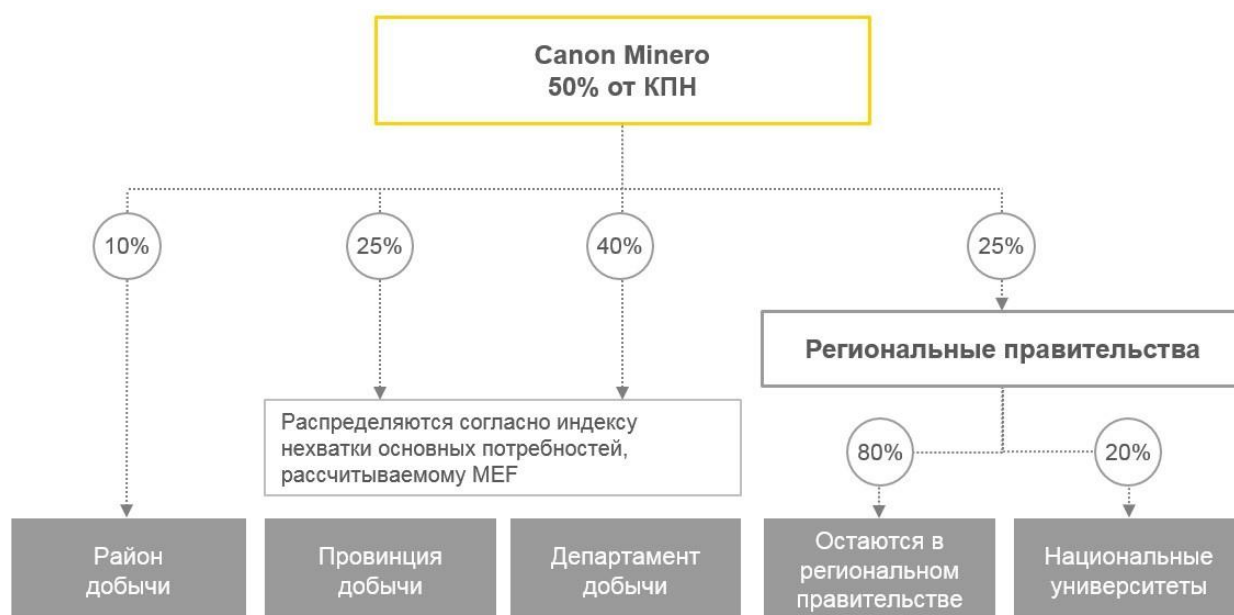 Canon Minero
50% от КПН
10%
25%
40%
25%
Региональные правительства
Распределяются согласно индексу
нехватки основных потребностей,
рассчитываемому MEF
80%
20%
Район
добычи
Провинция
добычи
Департамент
добычи
Остаются в
региональном
правительстве
Национальные
университеты